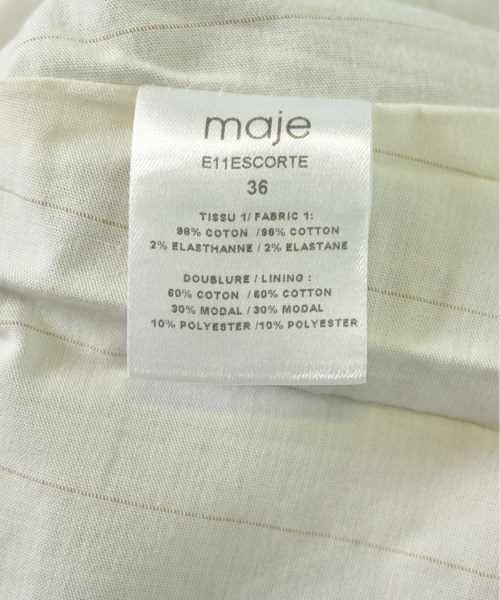 maje
E11ESCORTE
36
TISSU 1/ FABRIC 1:
98% COTON /98% COTTON
2% ELASTHANNE / 2% ELASTANE
DOUBLURE / LINING :
60% COTON / 60% COTTON
30% MODAL / 30% MODAL
10% POLYESTER /10% POLYESTER